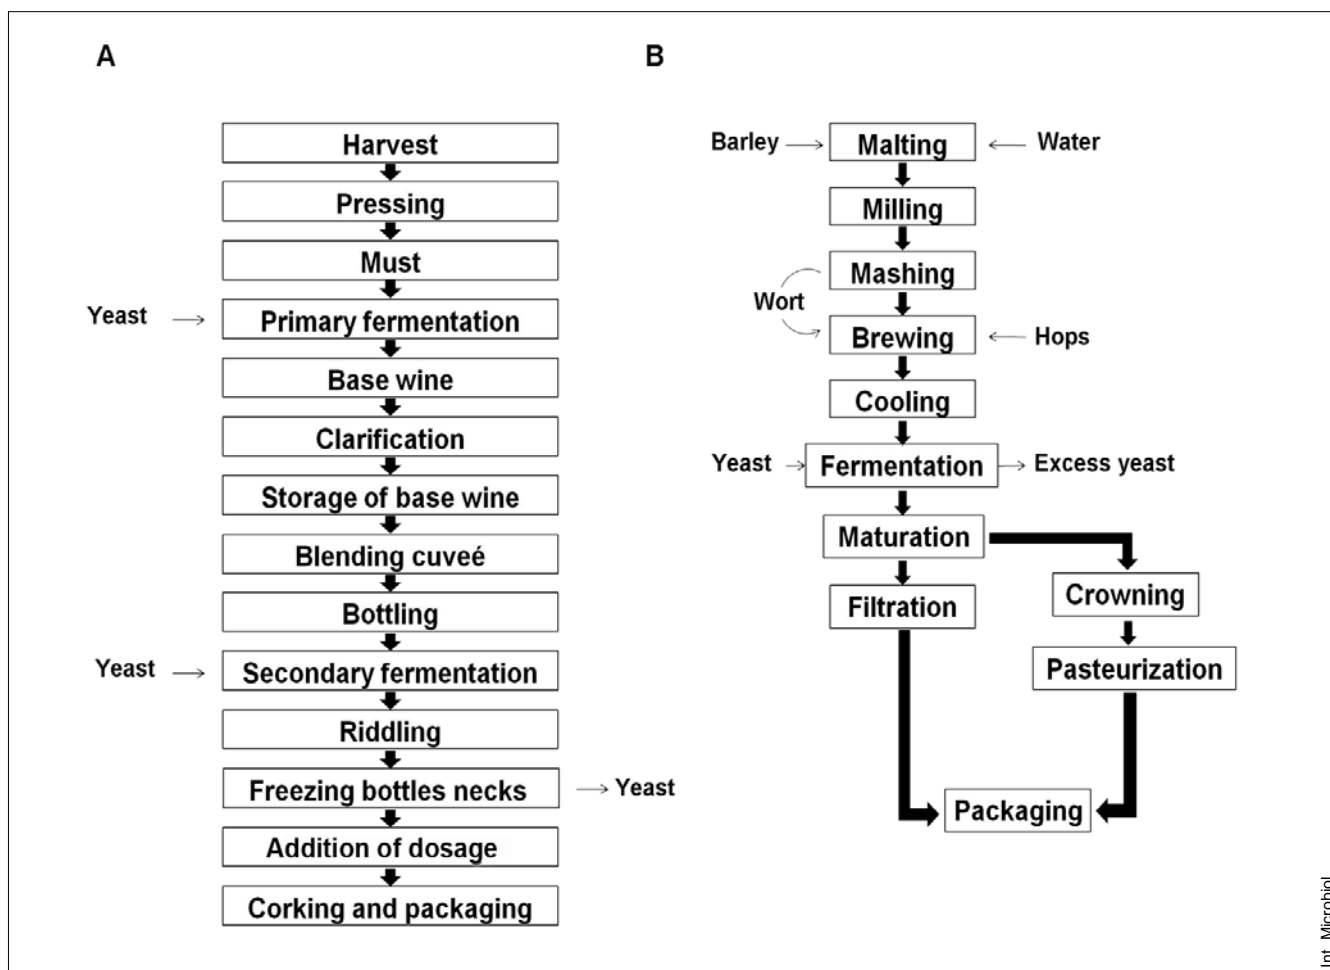 A
Harvest
Pressing
Must
Yeast
Primary fermentation
Base wine
Clarification
Storage of base wine
Blending cuveé
Bottling
Yeast
Secondary fermentation
Riddling
Freezing bottles necks
Yeast
Addition of dosage
Corking and packaging
B
Barley
Malting
Water
Milling
Mashing
Wort
Brewing
Hops
Cooling
Yeast
Fermentation
Excess yeast
Maturation
Filtration
Crowning
Pasteurization
Packaging
Int. Microbiol